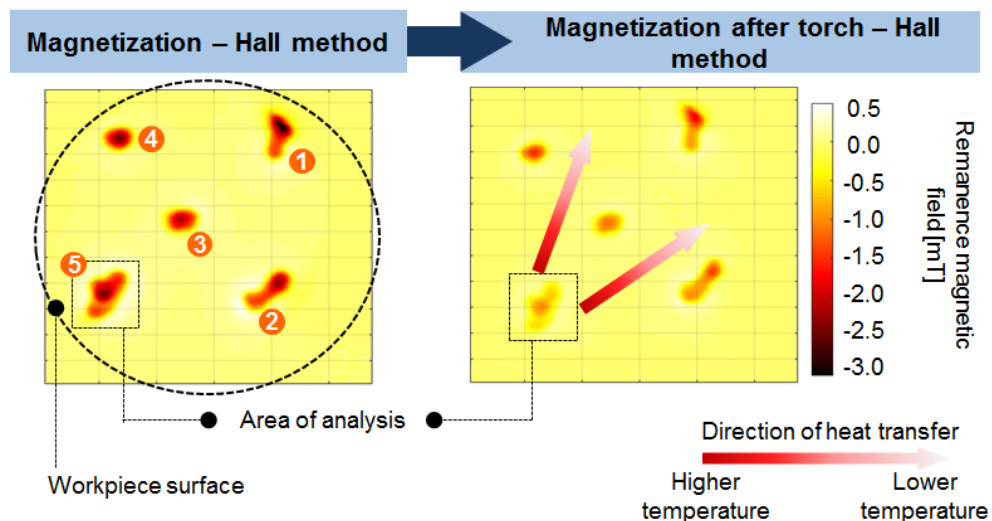 Magnetization – Hall method
Magnetization after torch – Hall
method
4
1
3
5
2
0.5
0.0
-0.5
-1.0
-1.5
-2.0
-2.5
-3.0
Remanence magnetic
field [mT]
Area of analysis
Workpiece surface
Direction of heat transfer
Higher
temperature
Lower
temperature